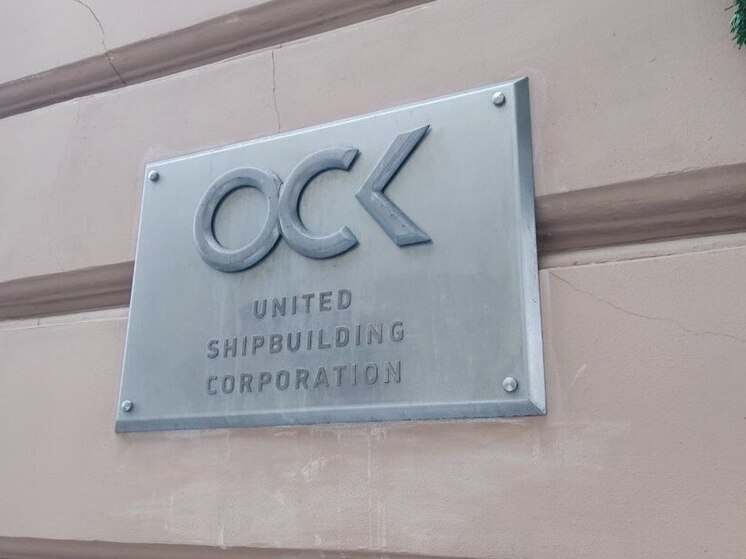 ОСК
UNITED
SHIPBUILDING
CORPORATION